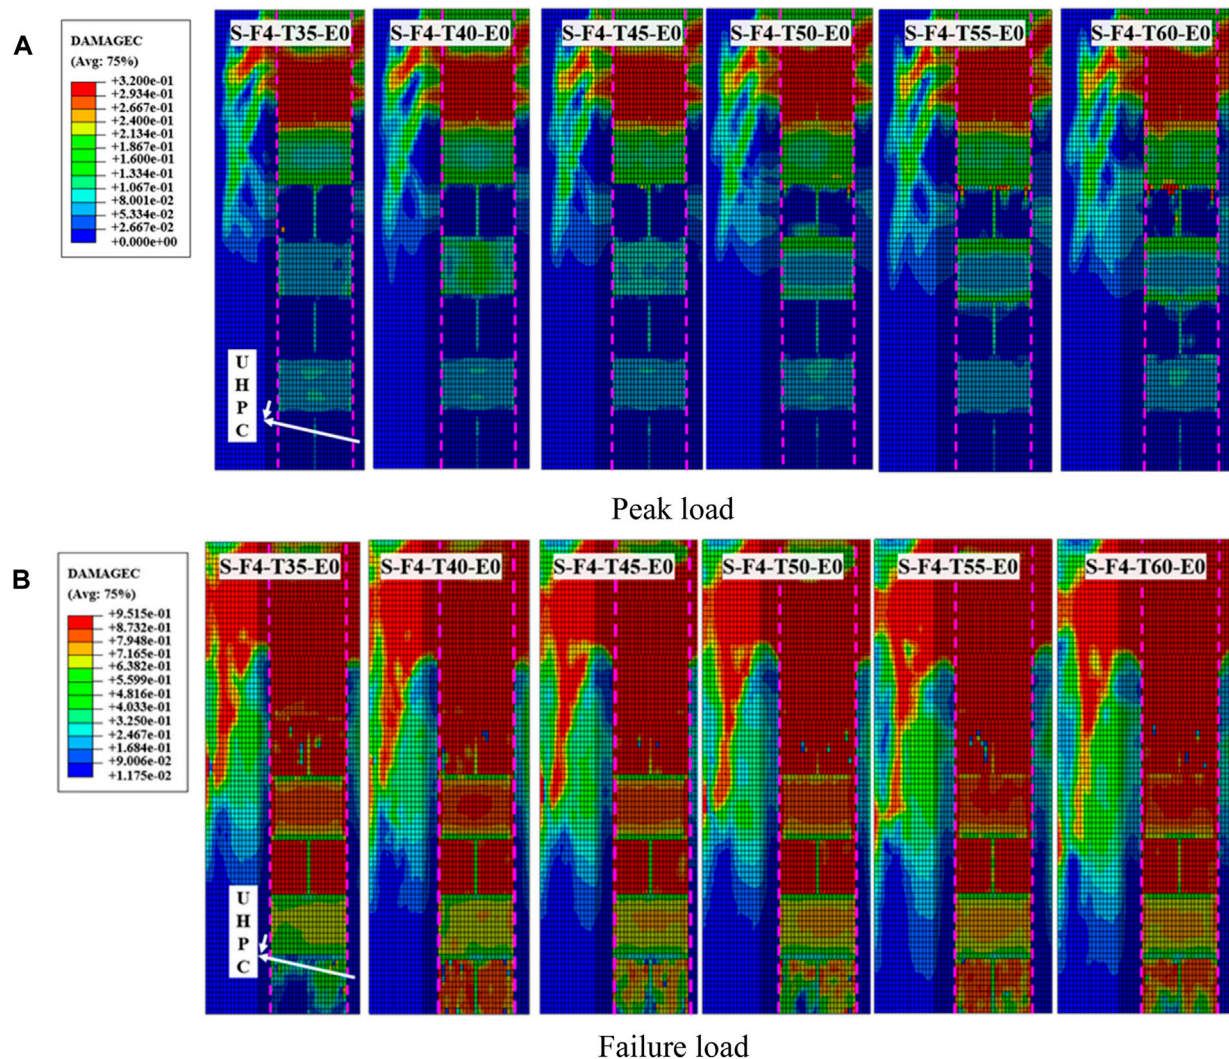 A
DAMAGEC
(Avg: 75%)
+3.200e-01
+2.934e-01
+2.667e-01
+2.400e-01
+2.134e-01
+1.867e-01
+1.600e-01
+1.334e-01
+1.067e-01
+8.001e-02
+5.334e-02
+2.667e-02
+0.000e+00
S-F4-T35-E0
S-F4-T40-E0
S-F4-T45-E0
S-F4-T50-E0
S-F4-T55-E0
S-F4-T60-E0
U
H
P
C
Peak load
B
DAMAGEC
(Avg: 75%)
+9.515e-01
+8.732e-01
+7.948e-01
+7.165e-01
+6.382e-01
+5.599e-01
+4.816e-01
+4.033e-01
+3.250e-01
+2.467e-01
+1.684e-01
+9.006e-02
+1.175e-02
S-F4-T35-E0
S-F4-T40-E0
S-F4-T45-E0
S-F4-T50-E0
S-F4-T55-E0
S-F4-T60-E0
U
H
P
C
Failure load